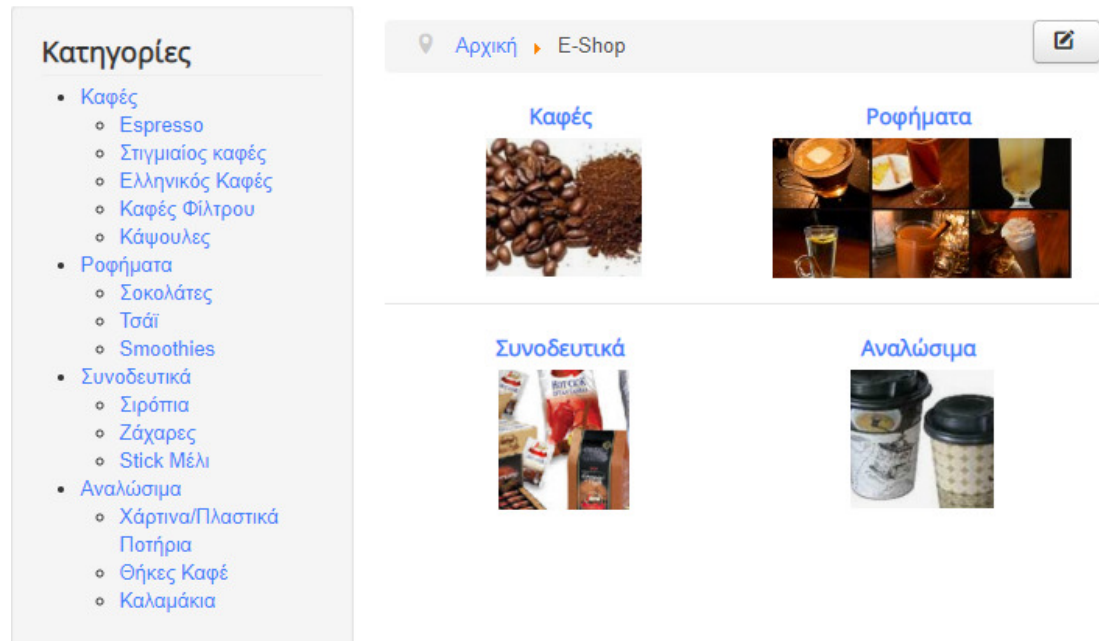 Κατηγορίες
Καφές
Espresso
Στιγμιαίος καφές
Ελληνικός Καφές
Καφές Φίλτρου
Κάψουλες
Ροφήματα
Σοκολάτες
Τσάϊ
Smoothies
Συνοδευτικά
Σιρόπια
Ζάχαρες
Stick Μέλι
Αναλώσιμα
Χάρτινα/Πλαστικά
Ποτήρια
Θήκες Καφέ
Καλαμάκια
Αρχική E-Shop
Καφές Ροφήματα
Συνοδευτικά Αναλώσιμα